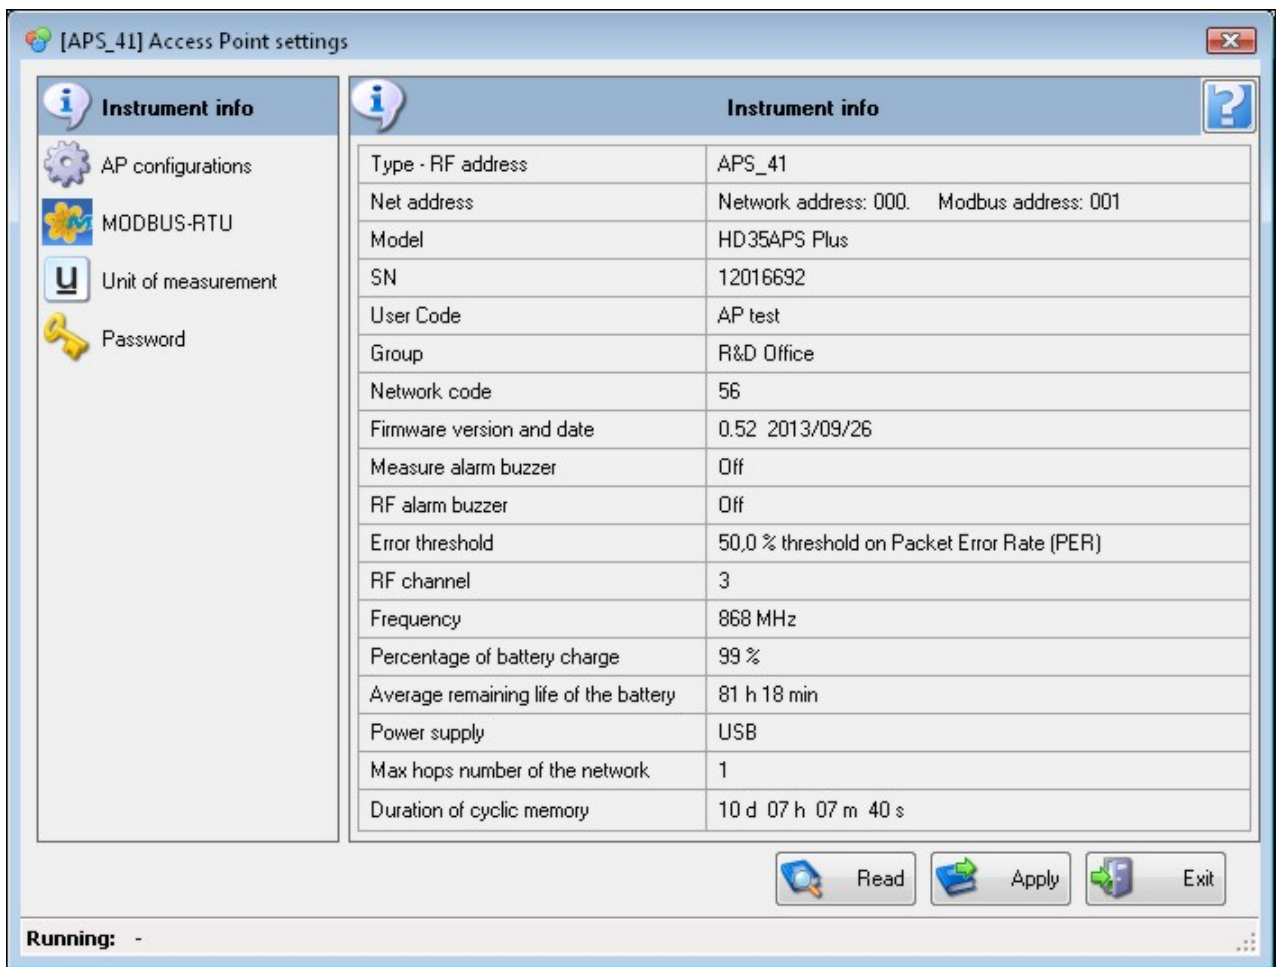 [APS_41] Access Point settings
Instrument info
AP configurations
MODBUS-RTU
Unit of measurement
Password
Instrument info
Type - RF address APS_41
Net address Network address: 000. Modbus address: 001
Model HD35APS Plus
SN 12016692
User Code AP test
Group R&D Office
Network code 56
Firmware version and date 0.52 2013/09/26
Measure alarm buzzer Off
RF alarm buzzer Off
Error threshold 50,0 % threshold on Packet Error Rate (PER)
RF channel 3
Frequency 868 MHz
Percentage of battery charge 99 %
Average remaining life of the battery 81 h 18 min
Power supply USB
Max hops number of the network 1
Duration of cyclic memory 10 d 07 h 07 m 40 s
Read Apply Exit
Running: -